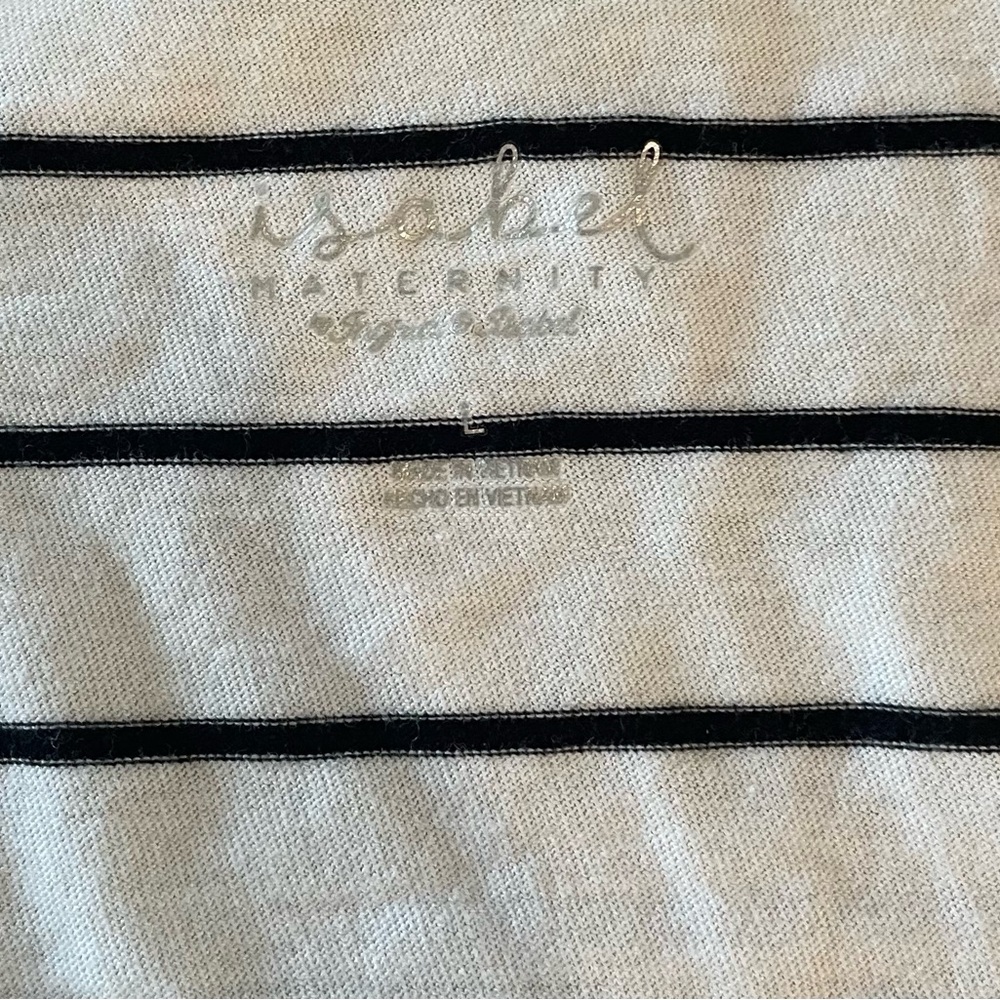 isabel
MATERNITY
Ingrid & Isabel
L
MADE IN VIETNAM
HECHO EN VIETNAM